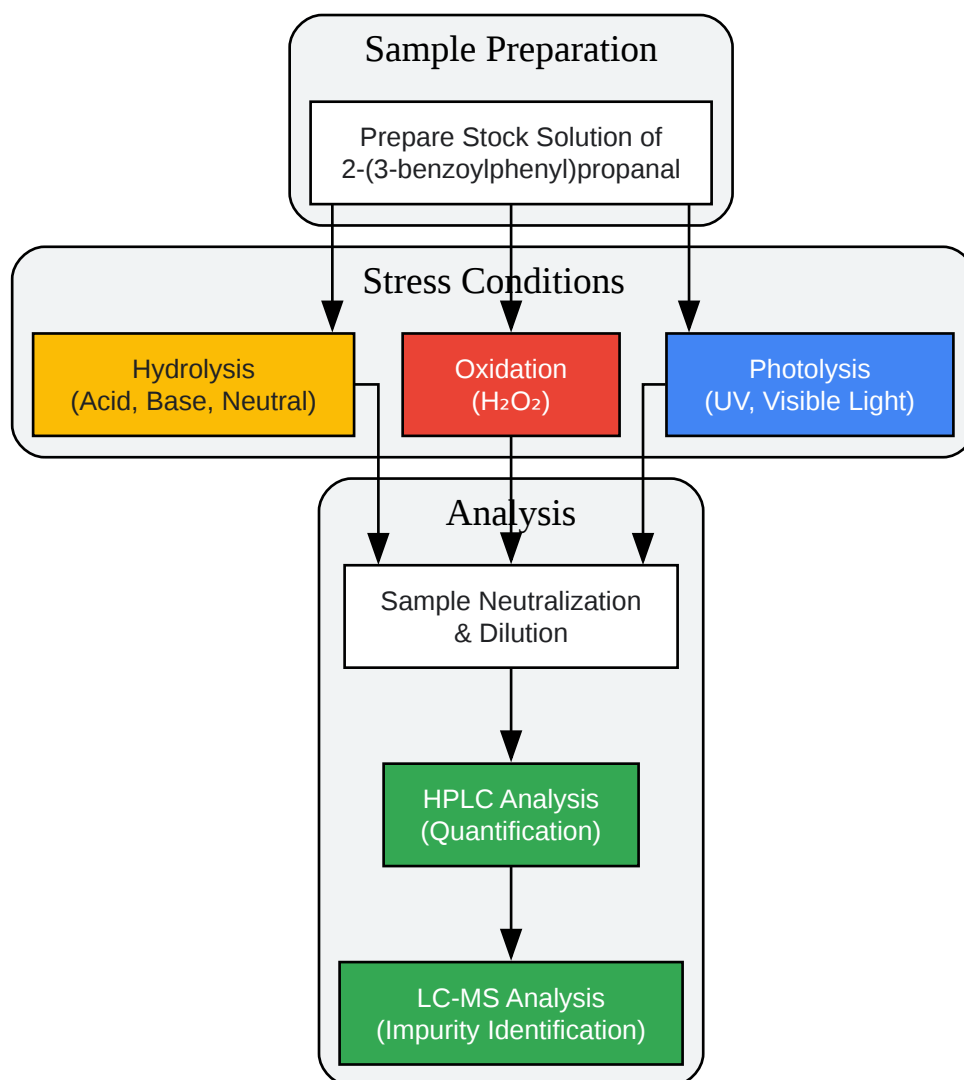 Sample Preparation
Prepare Stock Solution of
2-(3-benzoylphenyl)propanal
Stress Conditions
Hydrolysis
(Acid, Base, Neutral)
Oxidation
(H₂O₂)
Photolysis
(UV, Visible Light)
Analysis
Sample Neutralization
& Dilution
HPLC Analysis
(Quantification)
LC-MS Analysis
(Impurity Identification)